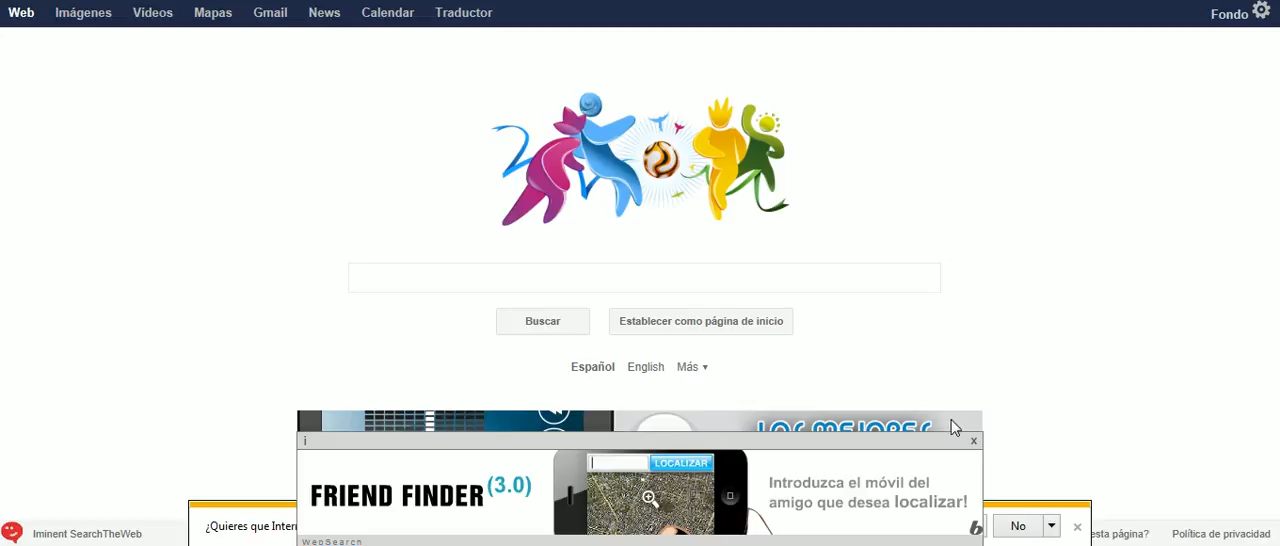 Web Imágenes Vídeos Mapas Gmail News Calendar Traductor Fondo
Buscar Establecer como página de inicio
Español English Más
LOS MEJORES
i x
LOCALIZAR
FRIEND FINDER (3.0)
Introduzca el móvil del
amigo que desea localizar!
¿Quieres que No
Iminent SearchTheWeb esta página? Política de privacidad
WebSearch